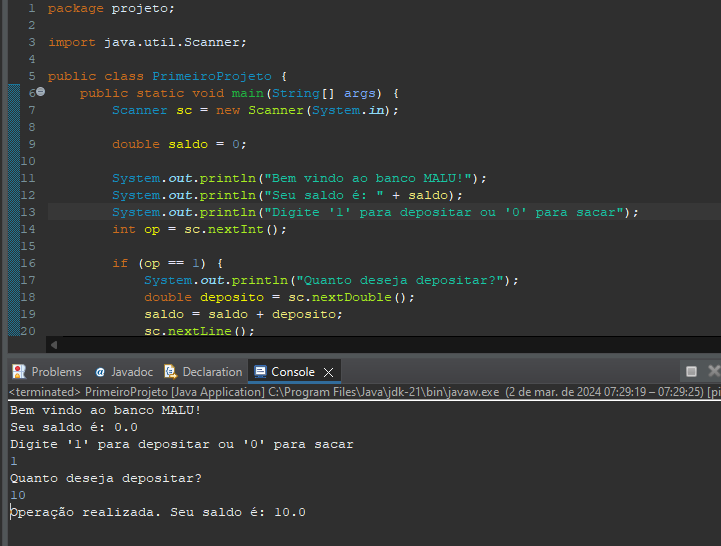 1 package projeto;
2
3 import java.util.Scanner;
4
5 public class PrimeiroProjeto {
6 public static void main(String[] args) {
7 Scanner sc = new Scanner(System.in);
8
9 double saldo = 0;
10
11 System.out.println("Bem vindo ao banco MALU!");
12 System.out.println("Seu saldo é: " + saldo);
13 System.out.println("Digite '1' para depositar ou '0' para sacar");
14 int op = sc.nextInt();
15
16 if (op == 1) {
17 System.out.println("Quanto deseja depositar?");
18 double deposito = sc.nextDouble();
19 saldo = saldo + deposito;
20 sc.nextLine();
Problems Javadoc Declaration Console
<terminated> PrimeiroProjeto [Java Application] C:\Program Files\Java\jdk-21\bin\javaw.exe (2 de mar. de 2024 07:29:19 – 07:29:25) [pi
Bem vindo ao banco MALU!
Seu saldo é: 0.0
Digite '1' para depositar ou '0' para sacar
1
Quanto deseja depositar?
10
Operação realizada. Seu saldo é: 10.0